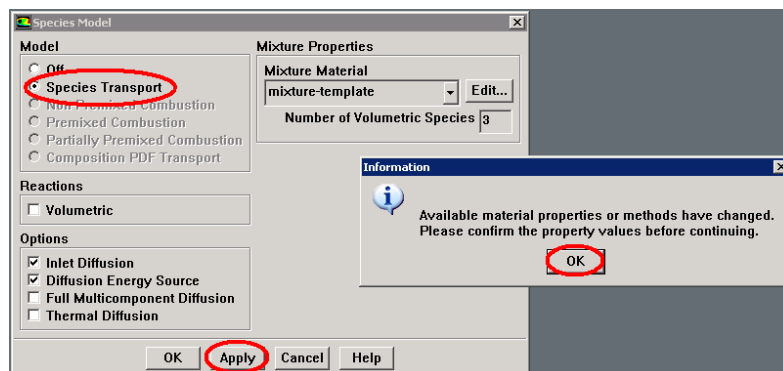 Species Model
Model
Off
Species Transport
Non Premixed Combustion
Premixed Combustion
Partially Premixed Combustion
Composition PDF Transport
Reactions
Volumetric
Options
Inlet Diffusion
Diffusion Energy Source
Full Multicomponent Diffusion
Thermal Diffusion
Mixture Properties
Mixture Material
mixture-template
Edit...
Number of Volumetric Species 3
OK Apply Cancel Help
Information
Available material properties or methods have changed.
Please confirm the property values before continuing.
OK